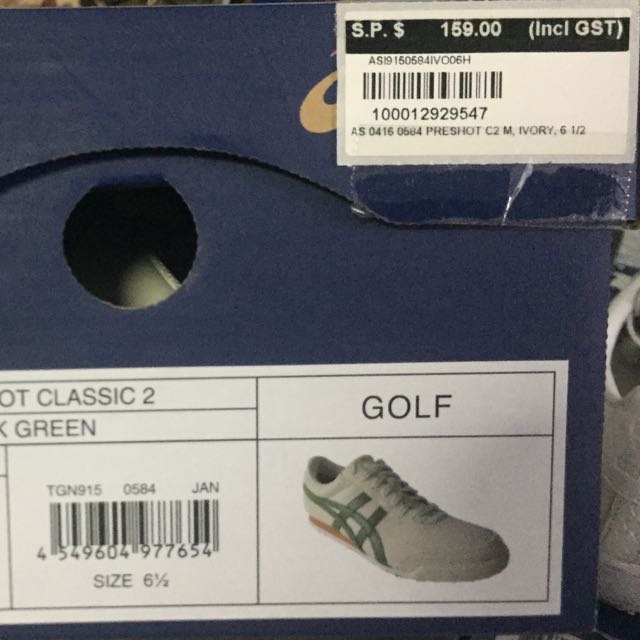 S.P. $ 159.00 (Incl GST)
ASI9150584IVO06H
100012929547
AS 0416 0584 PRESHOT C2 M, IVORY, 6 1/2
OT CLASSIC 2
K GREEN
GOLF
TGN915 0584 JAN
4 549604 977654
SIZE 6½